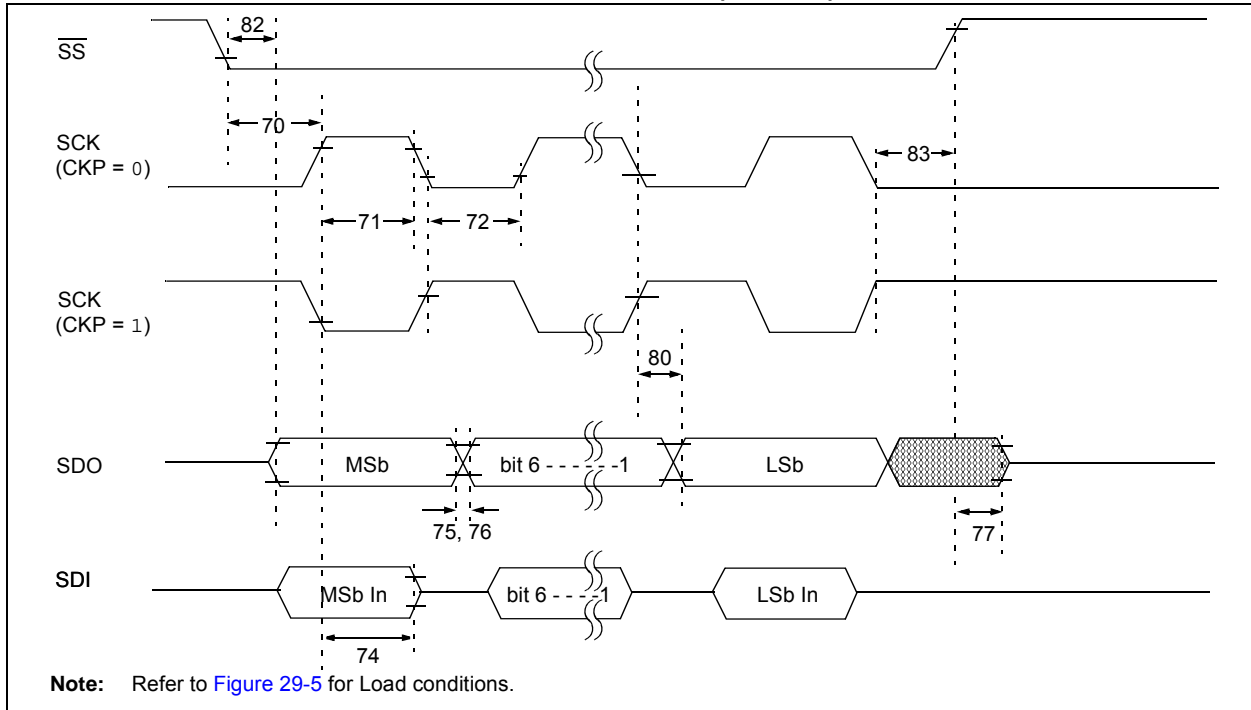 82
SS
70
SCK
(CKP = 0)
83
71
72
SCK
(CKP = 1)
80
SDO
MSb
bit 6 - - - - - -1
LSb
75, 76
77
SDI
MSb In
bit 6 - - - -1
LSb In
74
Note: Refer to Figure 29-5 for Load conditions.